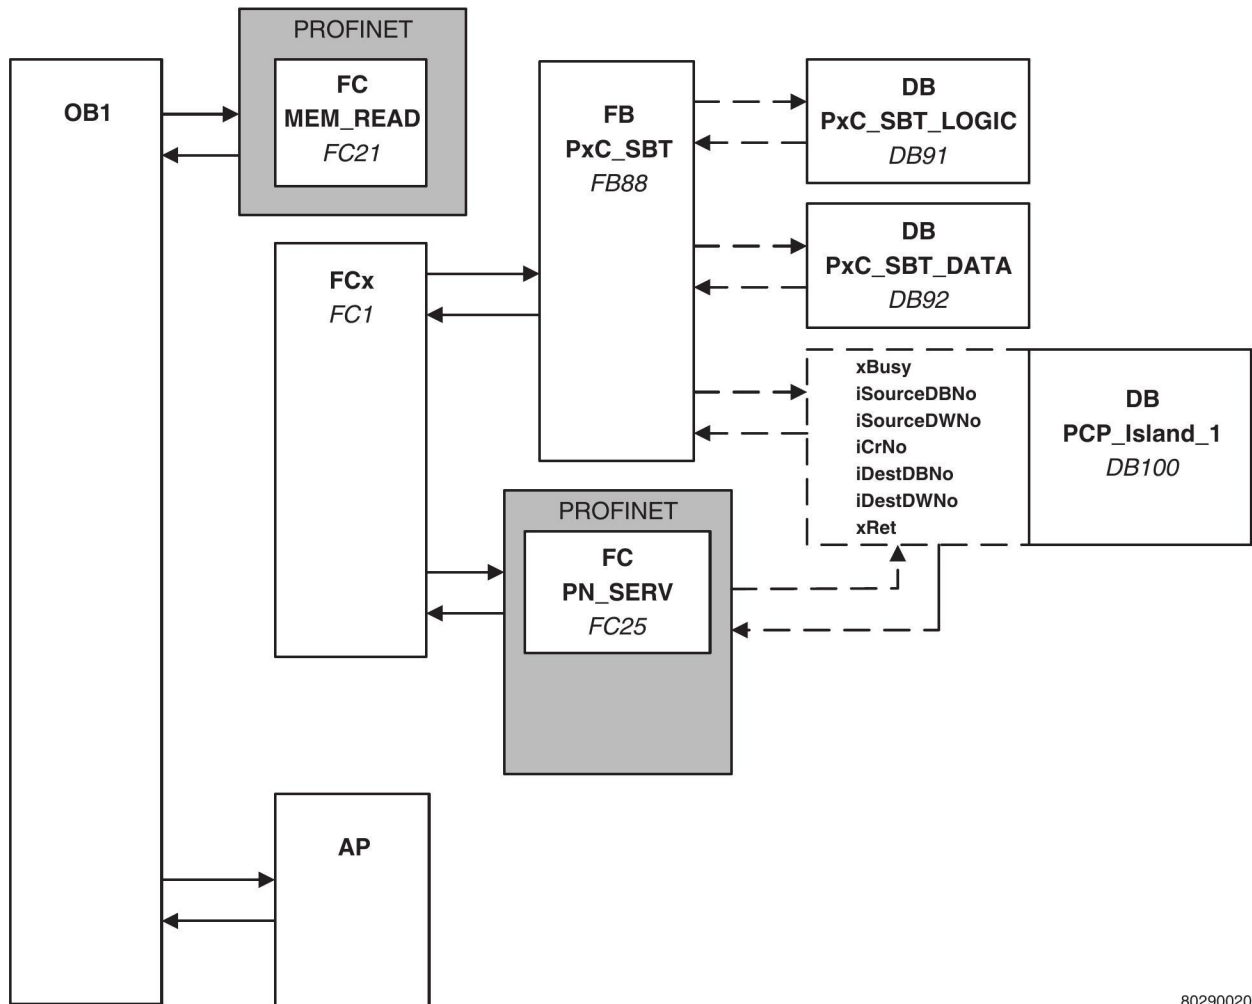 PROFINET
FC
MEM_READ
FC21
OB1
FB
PxC_SBT
FB88
DB
PxC_SBT_LOGIC
DB91
DB
PxC_SBT_DATA
DB92
FCx
FC1
xBusy
iSourceDBNo
iSourceDWNo
iCrNo
iDestDBNo
iDestDWNo
xRet
DB
PCP_Island_1
DB100
PROFINET
FC
PN_SERV
FC25
AP
80290020